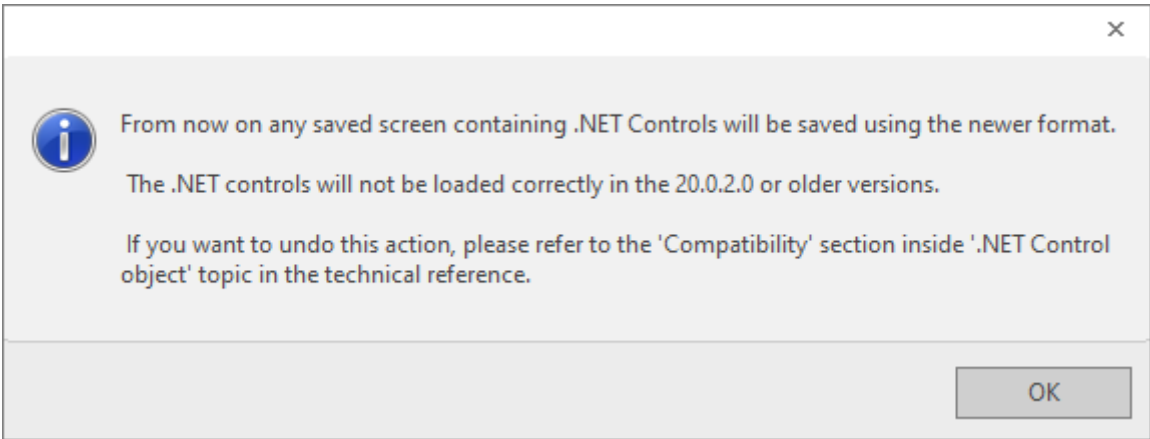 From now on any saved screen containing .NET Controls will be saved using the newer format.
The .NET controls will not be loaded correctly in the 20.0.2.0 or older versions.
If you want to undo this action, please refer to the 'Compatibility' section inside '.NET Control
object' topic in the technical reference.
OK